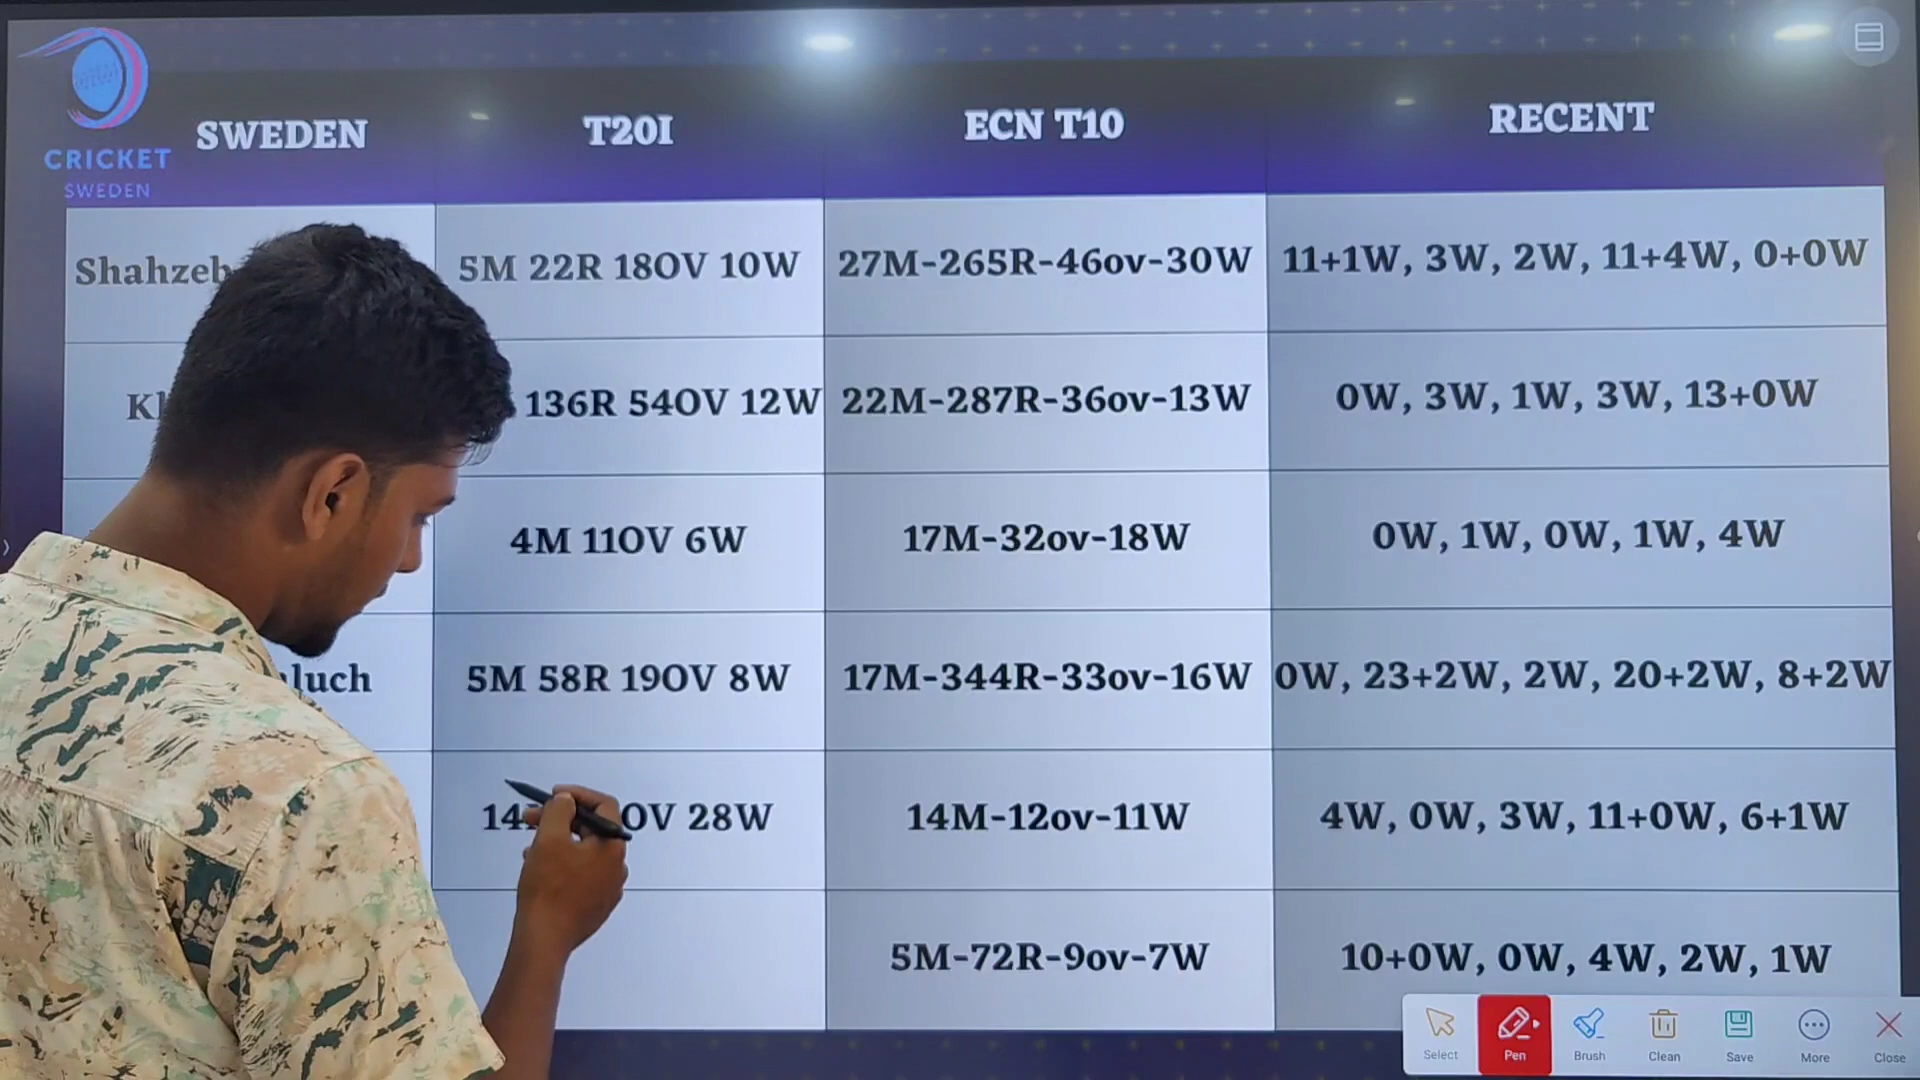 CRICKET
SWEDEN
SWEDEN T20I ECN T10 RECENT
Shahzeb 5M 22R 18OV 10W 27M-265R-46ov-30W 11+1W, 3W, 2W, 11+4W, 0+0W
136R 54OV 12W 22M-287R-36ov-13W 0W, 3W, 1W, 3W, 13+0W
4M 11OV 6W 17M-32ov-18W 0W, 1W, 0W, 1W, 4W
luch 5M 58R 19OV 8W 17M-344R-33ov-16W 0W, 23+2W, 2W, 20+2W, 8+2W
14 OV 28W 14M-12ov-11W 4W, 0W, 3W, 11+0W, 6+1W
5M-72R-9ov-7W 10+0W, 0W, 4W, 2W, 1W
Select Pen Brush Clean Save More Close